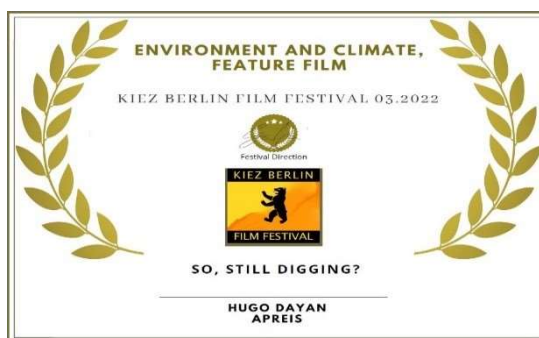 ENVIRONMENT AND CLIMATE,
FEATURE FILM
KIEZ BERLIN FILM FESTIVAL 03.2022
Festival Direction
KIEZ BERLIN
FILM FESTIVAL
SO, STILL DIGGING?
HUGO DAYAN
APREIS